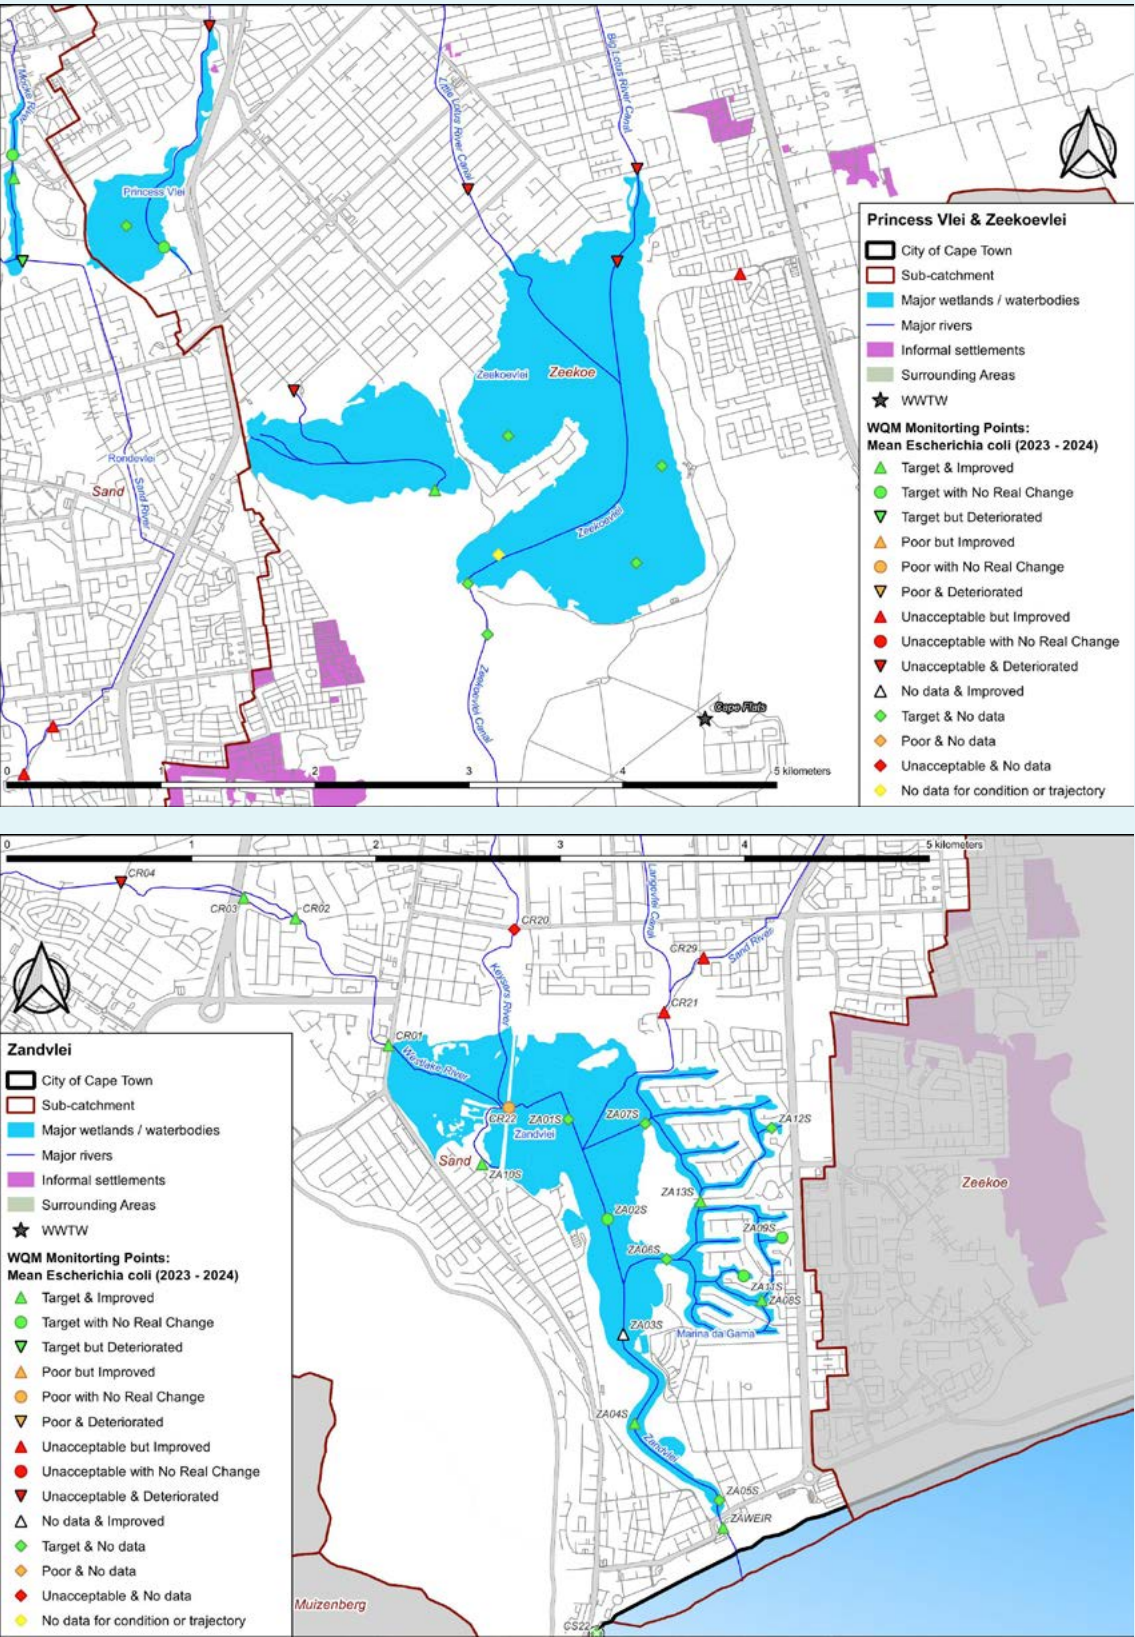 Mocke River
Little Lotus River Canal
Big Lotus River Canal
Princess Vlei
Zeekoevlei
Zeekoe
Rondevlei
Sand
Sand River
Zeekoevlei
Zeekoevlei Canal
Cape Flats
0 1 2 3 4 5 kilometers
Princess Vlei & Zeekoevlei
City of Cape Town
Sub-catchment
Major wetlands / waterbodies
Major rivers
Informal settlements
Surrounding Areas
WWTW
WQM Monitorting Points:
Mean Escherichia coli (2023 - 2024)
Target & Improved
Target with No Real Change
Target but Deteriorated
Poor but Improved
Poor with No Real Change
Poor & Deteriorated
Unacceptable but Improved
Unacceptable with No Real Change
Unacceptable & Deteriorated
No data & Improved
Target & No data
Poor & No data
Unacceptable & No data
No data for condition or trajectory
0 1 2 3 4 5 kilometers
CR04
CR03
CR02
CR20
Langevlei Canal
CR29
Sand River
Keysers River
CR21
CR01
Westlake River
CR22
ZA01S
ZA07S
ZA12S
Zandvlei
Sand
ZA10S
ZA13S
Zeekoe
ZA02S
ZA09S
ZA06S
ZA11S
ZA08S
ZA03S
Marina da Gama
ZA04S
Zandvlei
ZA05S
ZAWEIR
Muizenberg
CS22
Zandvlei
City of Cape Town
Sub-catchment
Major wetlands / waterbodies
Major rivers
Informal settlements
Surrounding Areas
WWTW
WQM Monitorting Points:
Mean Escherichia coli (2023 - 2024)
Target & Improved
Target with No Real Change
Target but Deteriorated
Poor but Improved
Poor with No Real Change
Poor & Deteriorated
Unacceptable but Improved
Unacceptable with No Real Change
Unacceptable & Deteriorated
No data & Improved
Target & No data
Poor & No data
Unacceptable & No data
No data for condition or trajectory